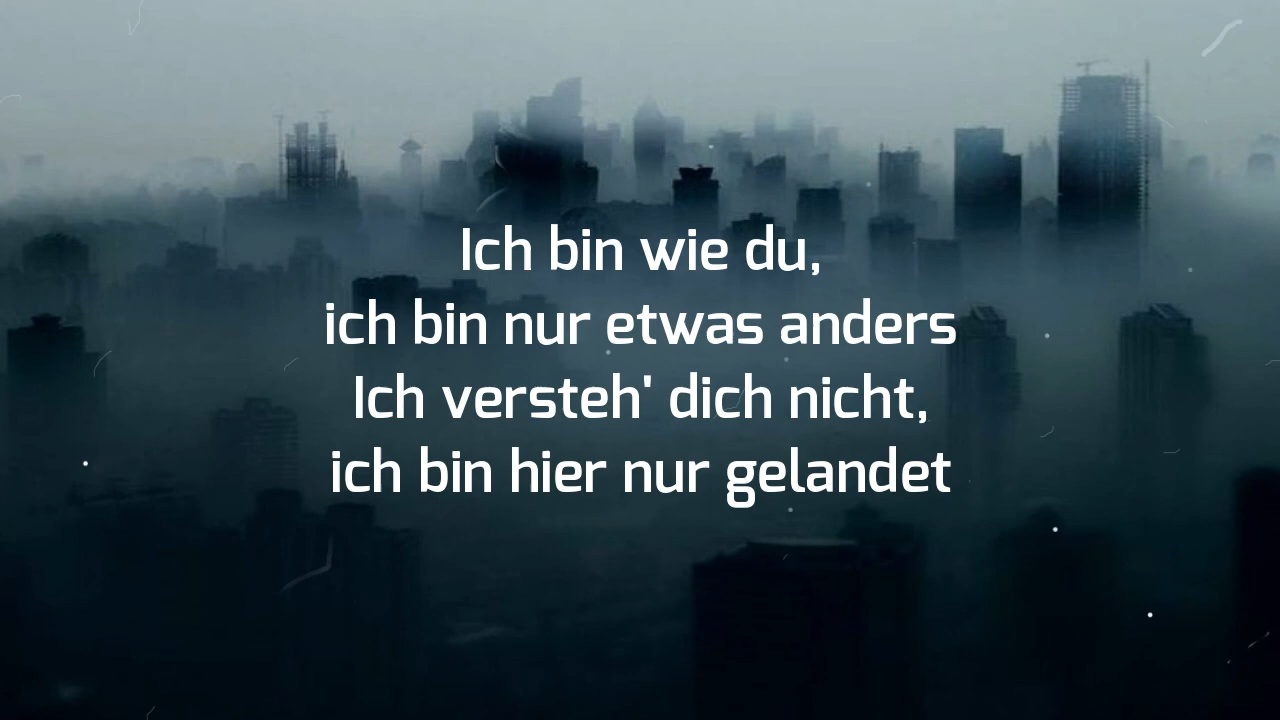 Ich bin wie du,
ich bin nur etwas anders
Ich versteh' dich nicht,
ich bin hier nur gelandet